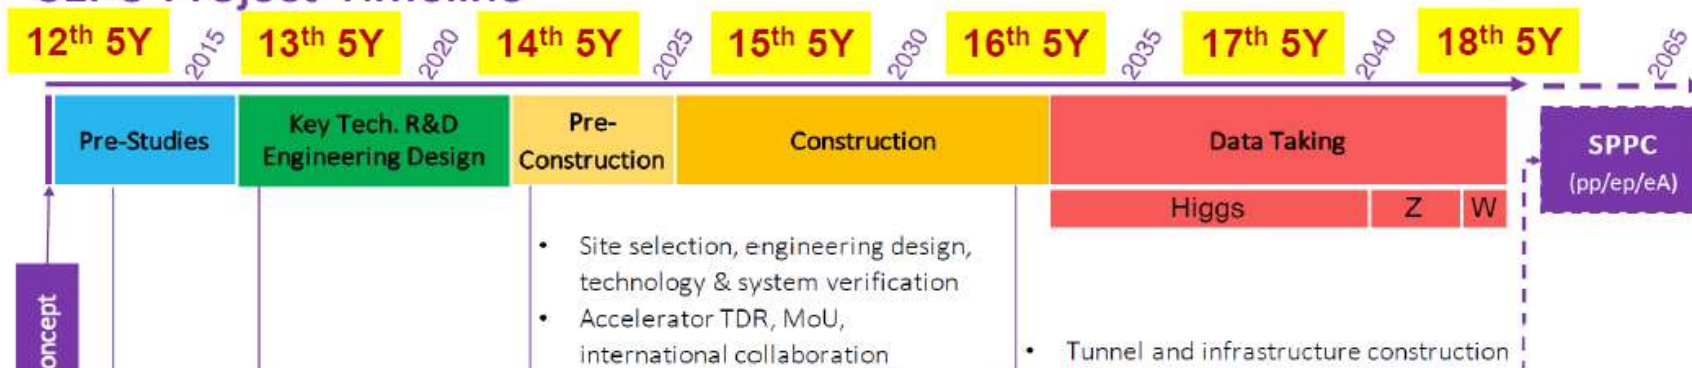 12th 5Y 2015 13th 5Y 2020 14th 5Y 2025 15th 5Y 2030 16th 5Y 2035 17th 5Y 2040 18th 5Y 2065
Pre-Studies
Key Tech. R&D
Engineering Design
Pre-
Construction
Construction
Data Taking
SPPC
(pp/ep/eA)
Higgs
Z
W
• Site selection, engineering design,
technology & system verification
• Accelerator TDR, MoU,
international collaboration
• Tunnel and infrastructure construction